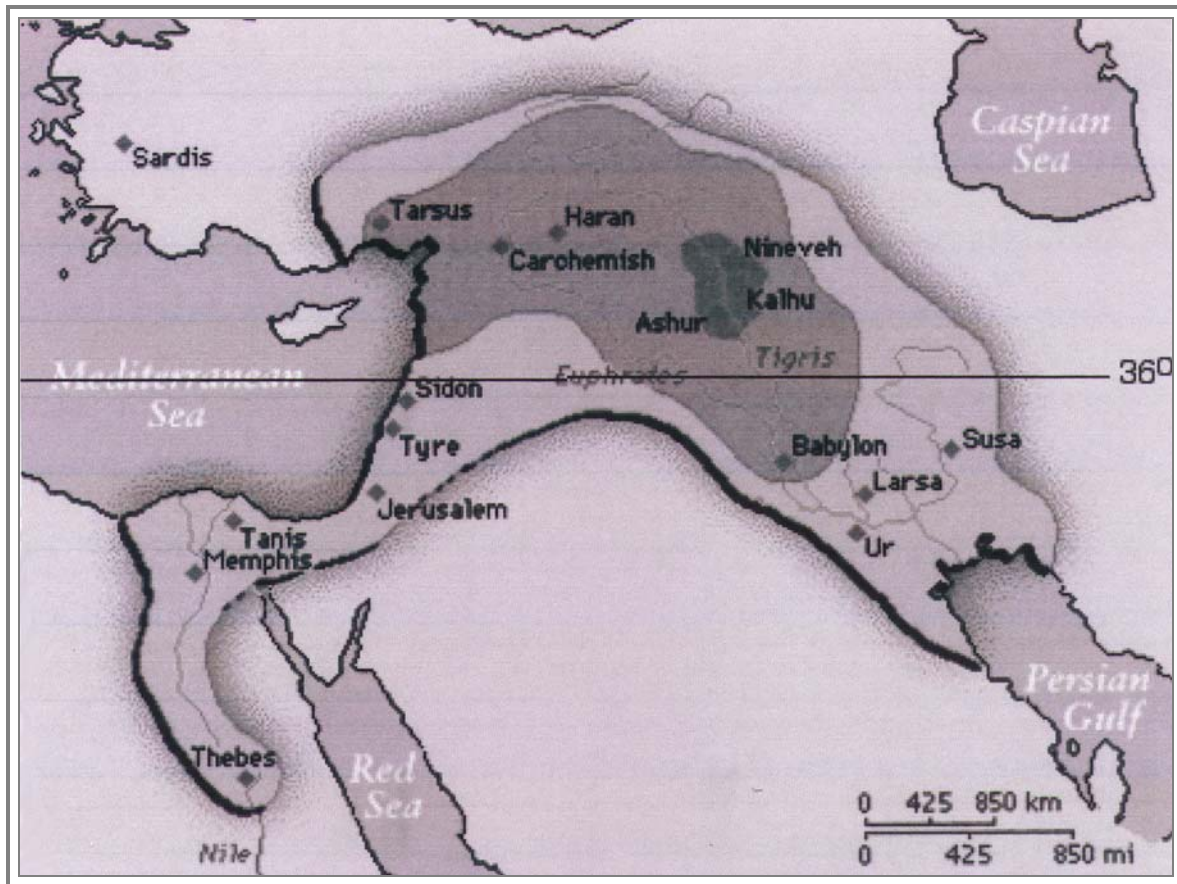 Caspian
Sea
Sardis
Tarsus
Haran
Carchemish
Nineveh
Kalhu
Ashur
Tigris
Euphrates
36º
Mediterranean
Sea
Sidon
Tyre
Babylon
Susa
Larsa
Jerusalem
Tanis
Memphis
Ur
Persian
Gulf
Thebes
Red
Sea
Nile
0 425 850 km
0 425 850 mi